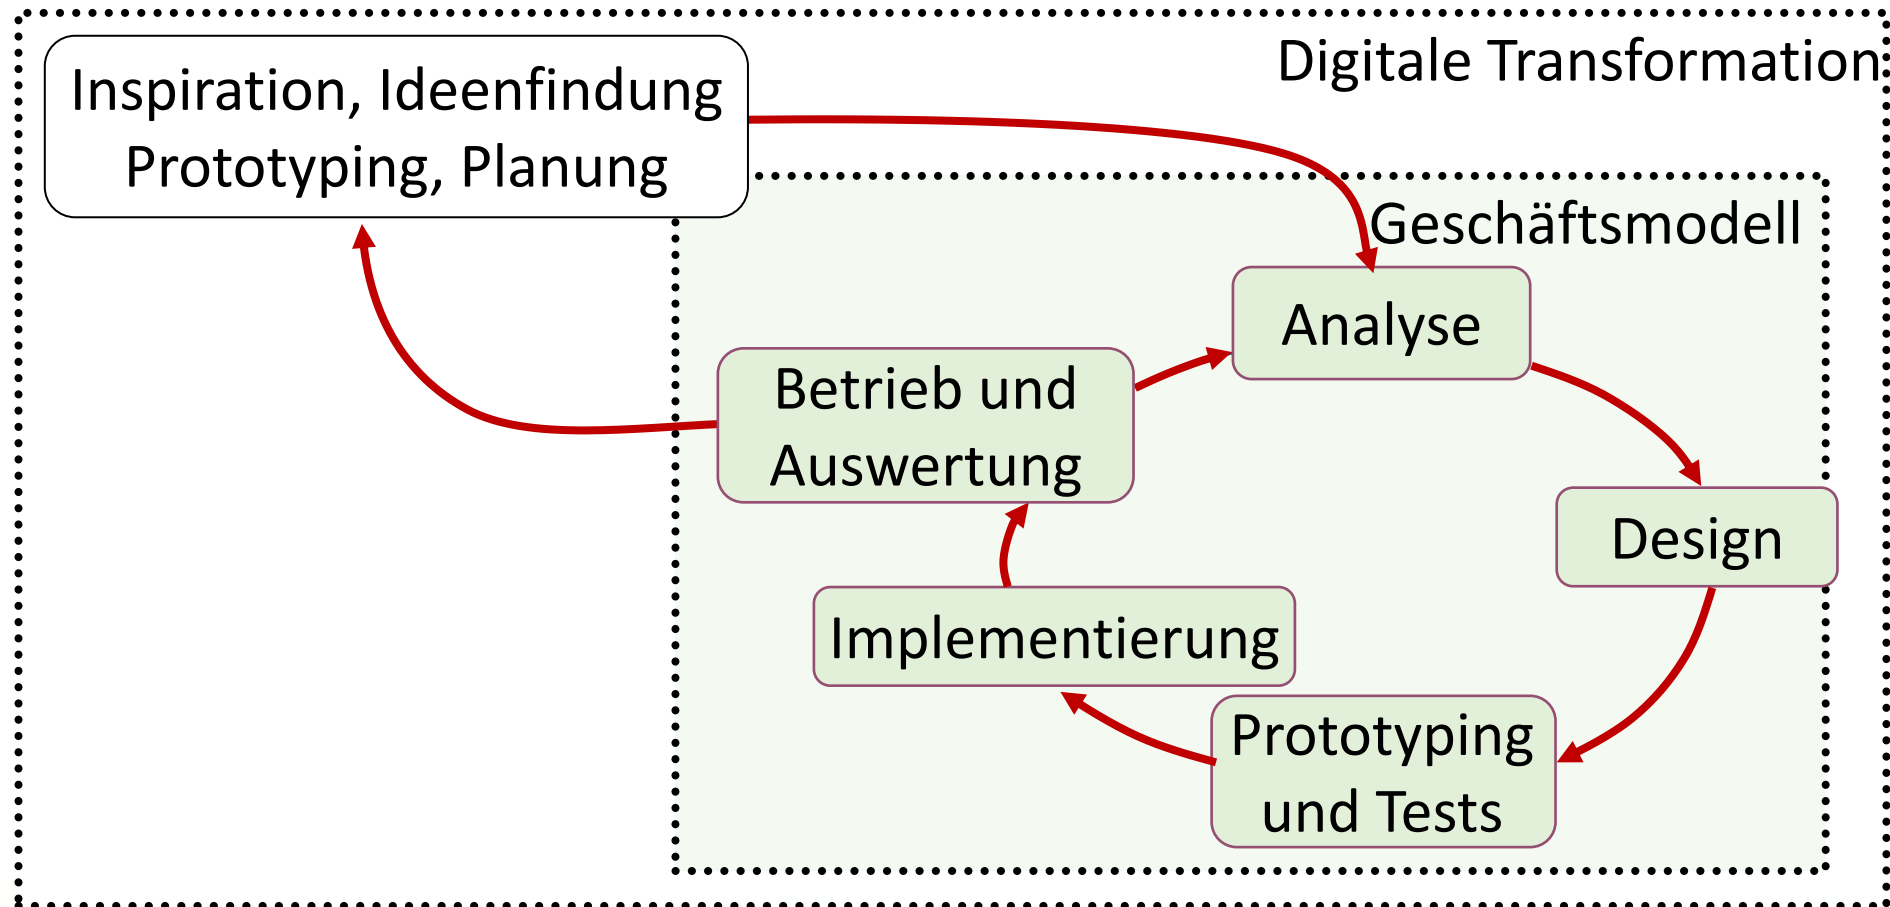 Digitale Transformation
Inspiration, Ideenfindung
Prototyping, Planung
Geschäftsmodell
Analyse
Betrieb und
Auswertung
Design
Implementierung
Prototyping
und Tests